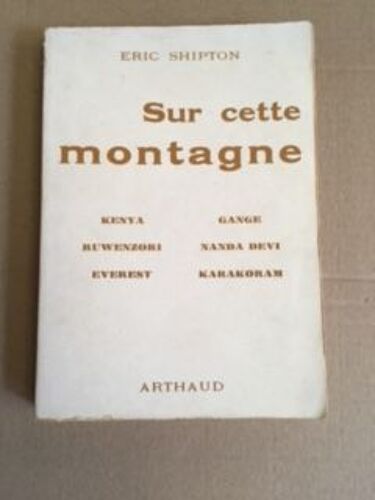 ERIC SHIPTON
Sur cette
montagne
KENYA GANGE
RUWENZORI NANDA DEVI
EVEREST KARAKORAM
ARTHAUD